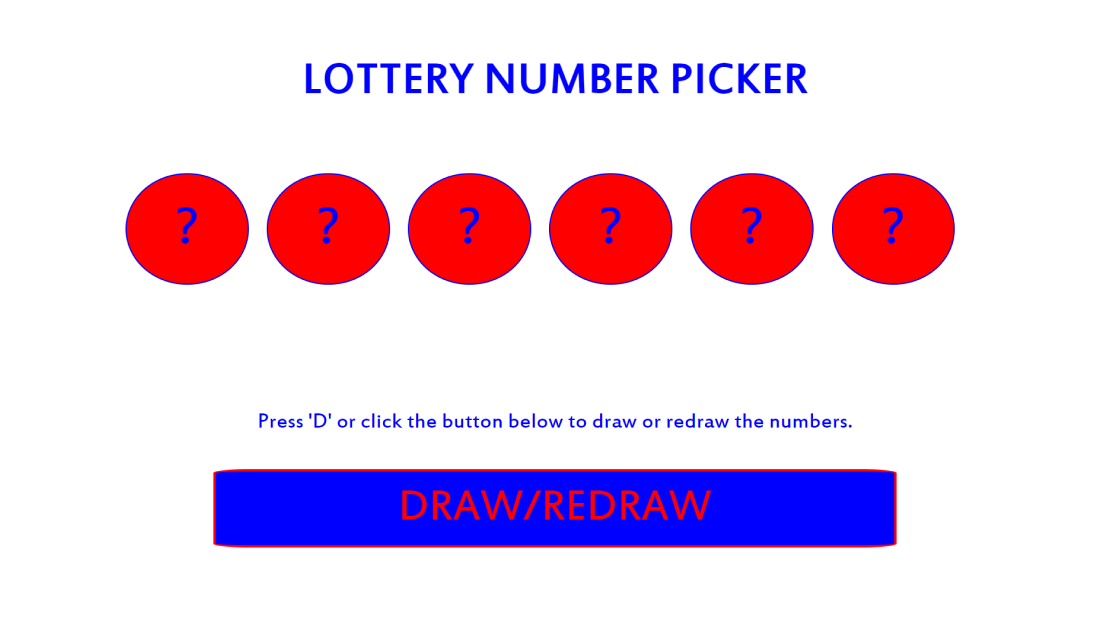 LOTTERY NUMBER PICKER
? ? ? ? ? ?
Press 'D' or click the button below to draw or redraw the numbers.
DRAW/REDRAW